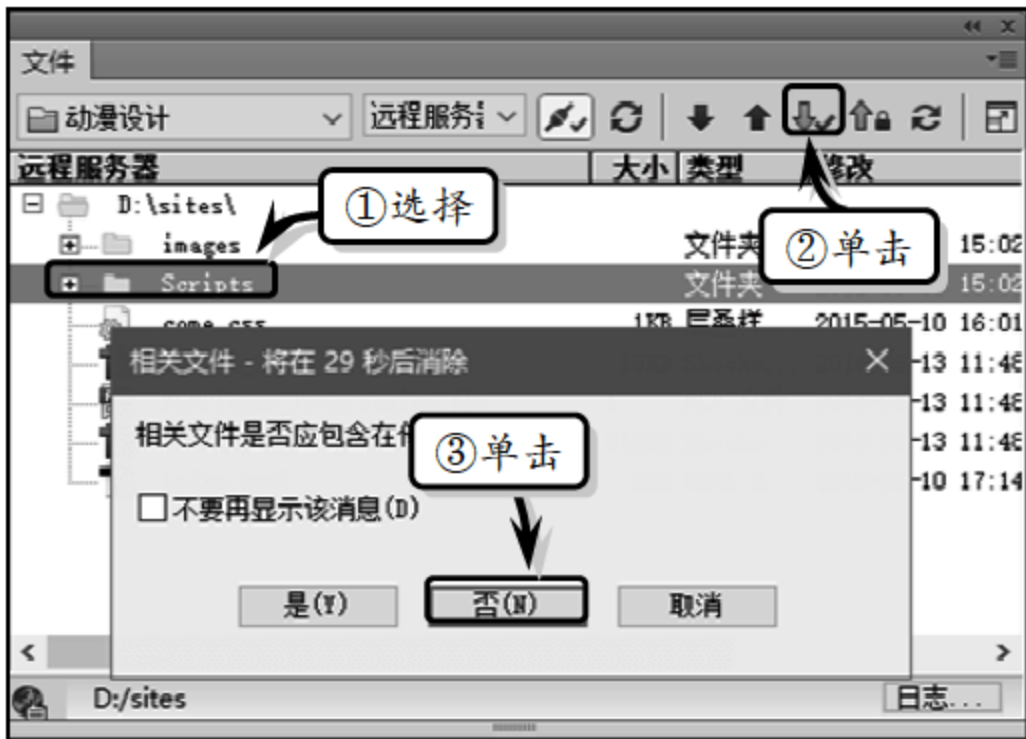 文件
动漫设计
远程服务
远程服务器 大小 类型 修改
D:\sites\
①选择
images 文件夹 15:02
②单击
Scripts 文件夹 15:02
come.css 1KB 层叠样 2015-05-10 16:01
相关文件 - 将在 29 秒后消除
-13 11:48
-13 11:48
相关文件是否应包含在
-13 11:48
③单击
-10 17:14
不要再显示该消息(D)
是(Y) 否(N) 取消
D:/sites 日志...